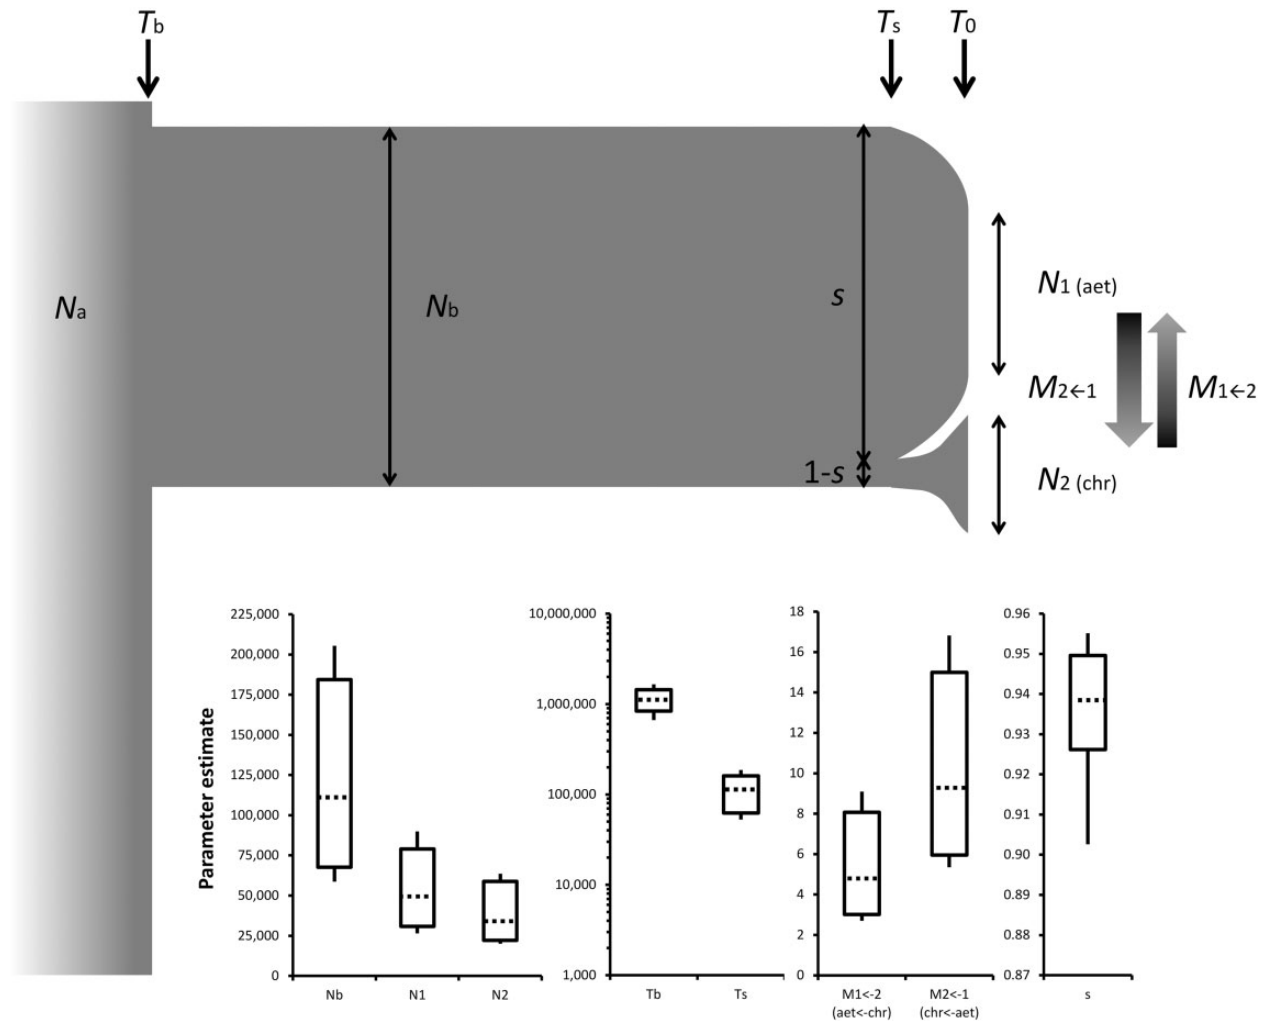 Tb
Ts
T0
Na
Nb
s
1-s
N1 (aet)
M2←1
M1←2
N2 (chr)
Parameter estimate
225,000
200,000
175,000
150,000
125,000
100,000
75,000
50,000
25,000
0
Nb
N1
N2
10,000,000
1,000,000
100,000
10,000
1,000
Tb
Ts
18
16
14
12
10
8
6
4
2
0
M1<-2
(aet<-chr)
M2<-1
(chr<-aet)
0.96
0.95
0.94
0.93
0.92
0.91
0.90
0.89
0.88
0.87
s